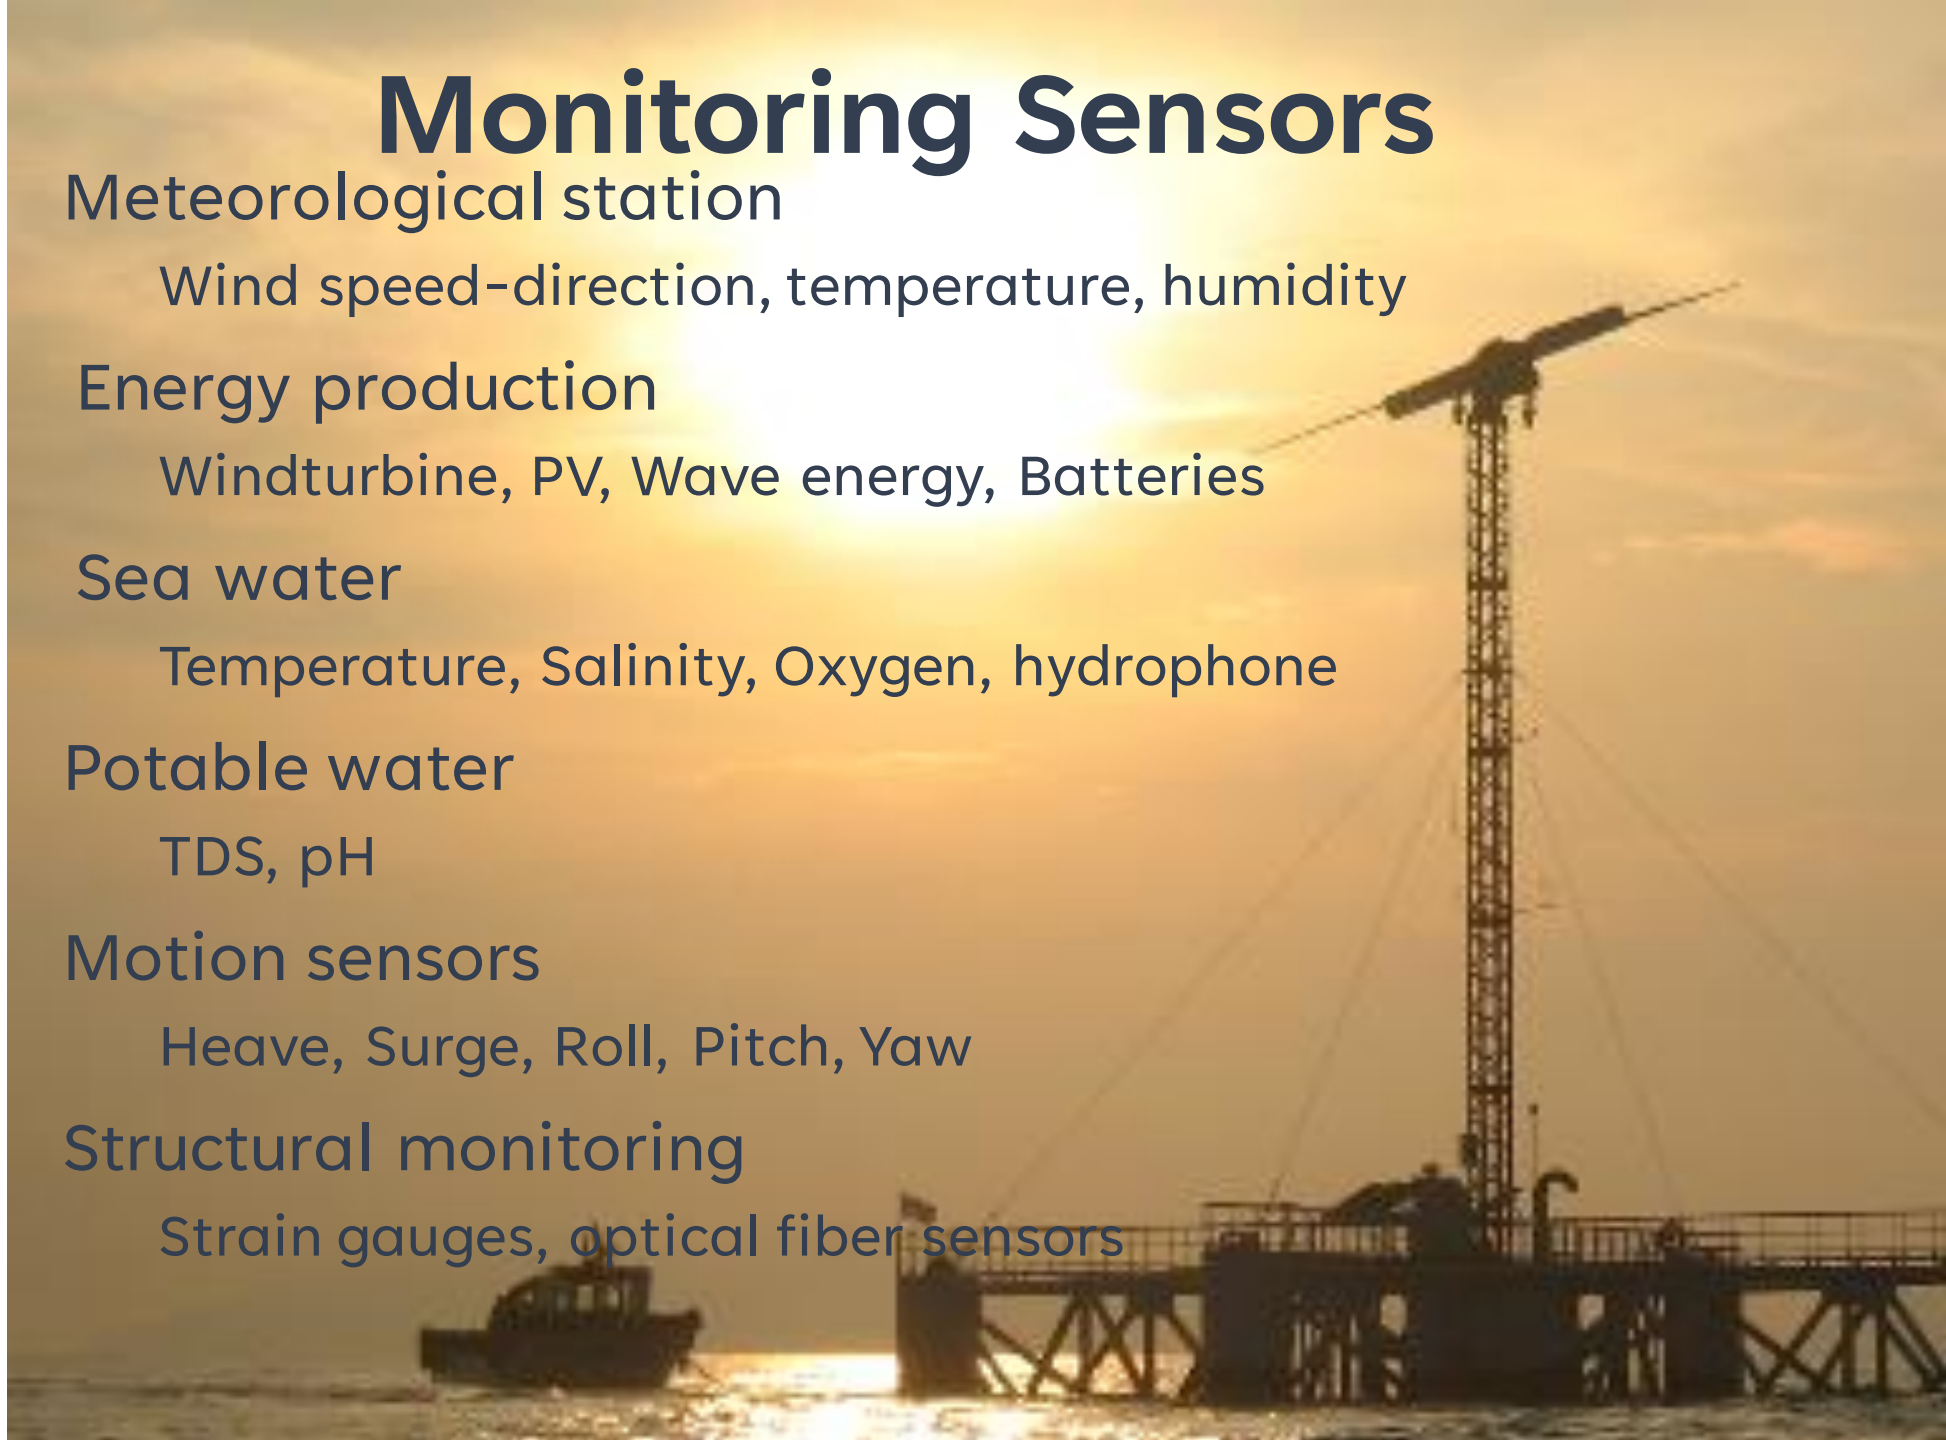 Monitoring Sensors
Meteorological station
Wind speed-direction, temperature, humidity
Energy production
Windturbine, PV, Wave energy, Batteries
Sea water
Temperature, Salinity, Oxygen, hydrophone
Potable water
TDS, pH
Motion sensors
Heave, Surge, Roll, Pitch, Yaw
Structural monitoring
Strain gauges, optical fiber sensors